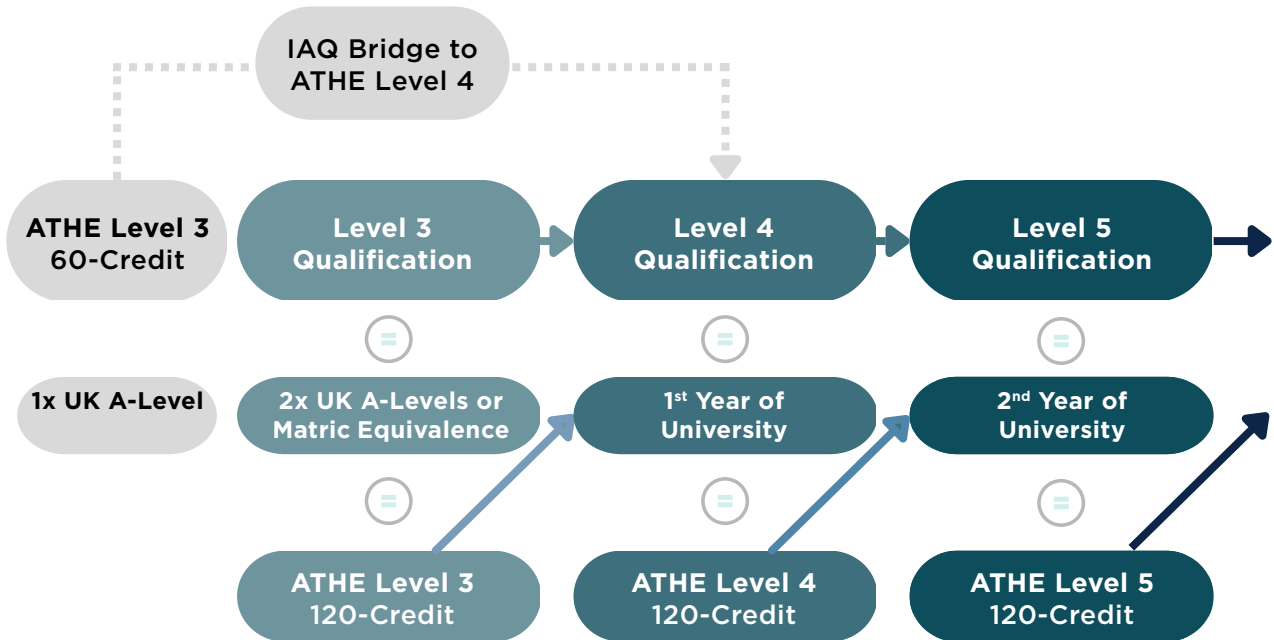 IAQ Bridge to
ATHE Level 4
ATHE Level 3
60-Credit
Level 3
Qualification
Level 4
Qualification
Level 5
Qualification
=
=
=
1x UK A-Level
2x UK A-Levels or
Matric Equivalence
1st Year of
University
2nd Year of
University
=
=
=
ATHE Level 3
120-Credit
ATHE Level 4
120-Credit
ATHE Level 5
120-Credit